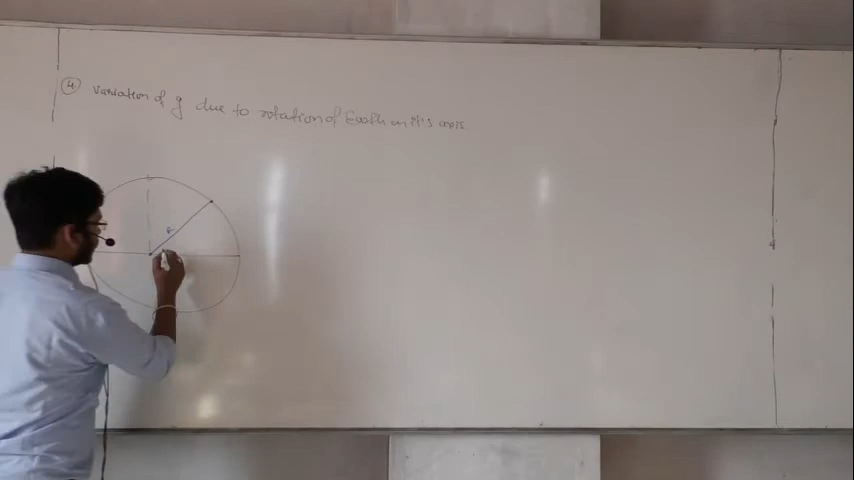 ④ Variation of g due to rotation of Earth on it's axis
R